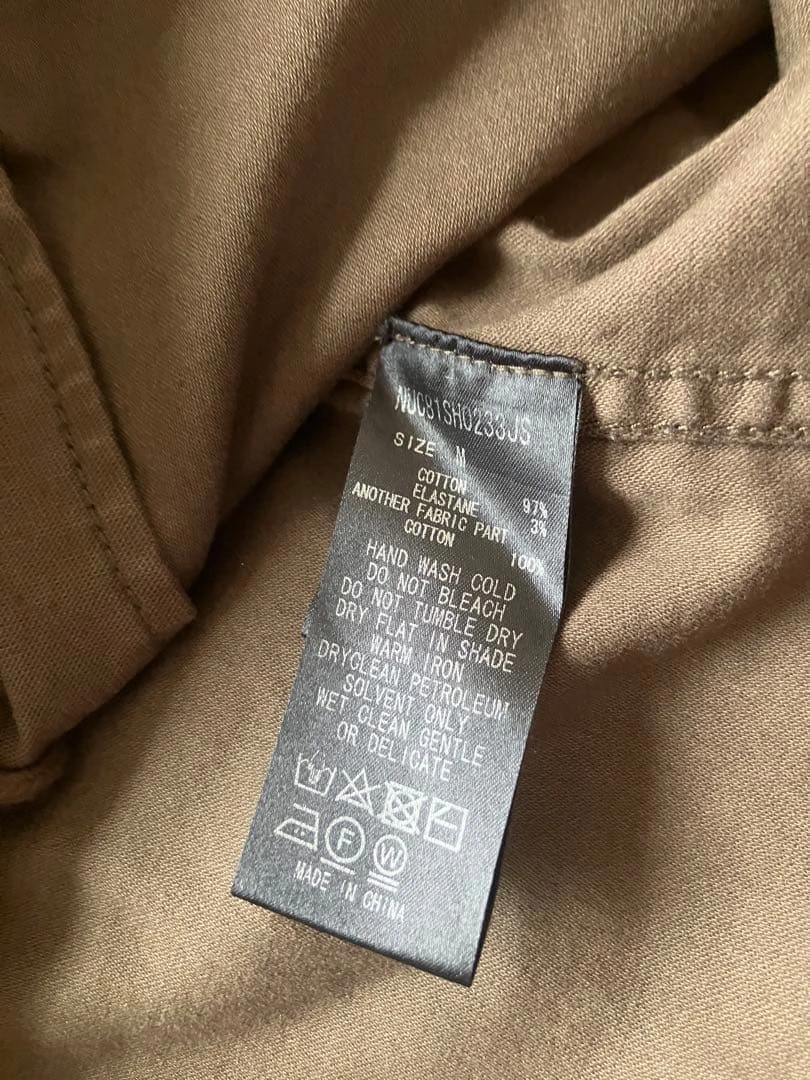 NUC81SH0233JS
SIZE M
COTTON 97%
ELASTANE 3%
ANOTHER FABRIC PART
COTTON 100%
HAND WASH COLD
DO NOT BLEACH
DO NOT TUMBLE DRY
DRY FLAT IN SHADE
WARM IRON
DRYCLEAN PETROLEUM
SOLVENT ONLY
WET CLEAN GENTLE
OR DELICATE
F W
MADE IN CHINA